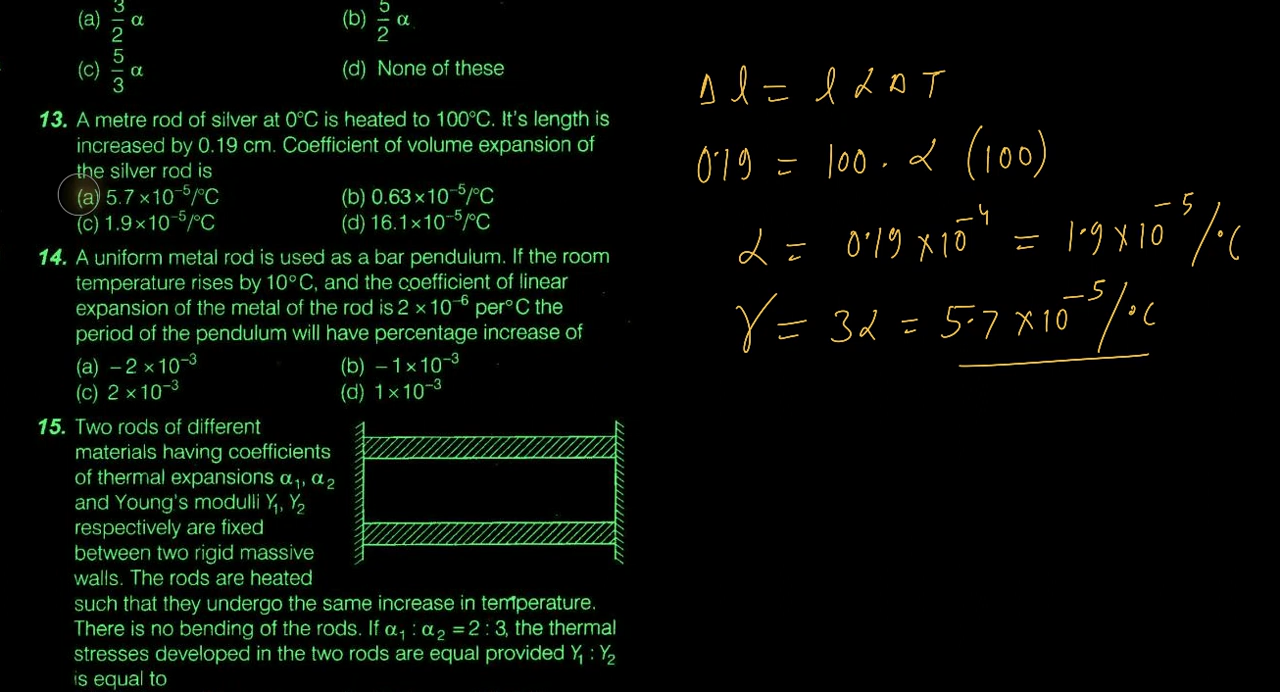 (a) 3/2 α (b) 5/2 α
(c) 5/3 α (d) None of these
13. A metre rod of silver at 0°C is heated to 100°C. It's length is
increased by 0.19 cm. Coefficient of volume expansion of
the silver rod is
(a) 5.7 × 10⁻⁵/°C (b) 0.63 × 10⁻⁵/°C
(c) 1.9 × 10⁻⁵/°C (d) 16.1 × 10⁻⁵/°C
14. A uniform metal rod is used as a bar pendulum. If the room
temperature rises by 10°C, and the coefficient of linear
expansion of the metal of the rod is 2 × 10⁻⁶ per°C the
period of the pendulum will have percentage increase of
(a) − 2 × 10⁻³ (b) − 1 × 10⁻³
(c) 2 × 10⁻³ (d) 1 × 10⁻³
15. Two rods of different
materials having coefficients
of thermal expansions α₁, α₂
and Young's modulli Y₁, Y₂
respectively are fixed
between two rigid massive
walls. The rods are heated
such that they undergo the same increase in temperature.
There is no bending of the rods. If α₁ : α₂ = 2 : 3, the thermal
stresses developed in the two rods are equal provided Y₁ : Y₂
is equal to
Δl = l α Δ T
0.19 = 100 . α (100)
α = 0.19 × 10⁻⁴ = 1.9 × 10⁻⁵/°C
γ = 3α = 5.7 × 10⁻⁵/°C